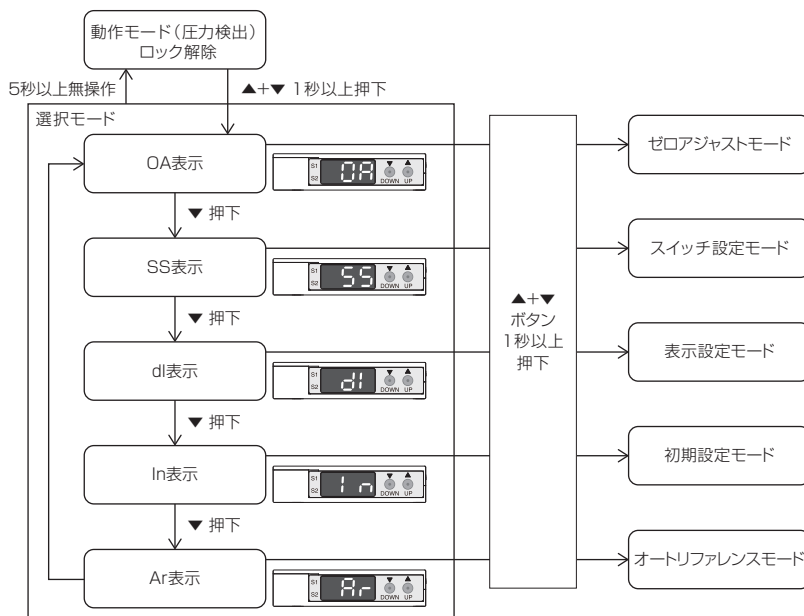 動作モード（圧力検出）
ロック解除
5秒以上無操作
▲+▼ 1秒以上押下
選択モード
OA表示
S1
S2
OA
DOWN UP
ゼロアジャストモード
▼ 押下
SS表示
S1
S2
SS
DOWN UP
スイッチ設定モード
▼ 押下
▲+▼
ボタン
1秒以上
押下
dI表示
S1
S2
dI
DOWN UP
表示設定モード
▼ 押下
In表示
S1
S2
In
DOWN UP
初期設定モード
▼ 押下
Ar表示
S1
S2
Ar
DOWN UP
オートリファレンスモード